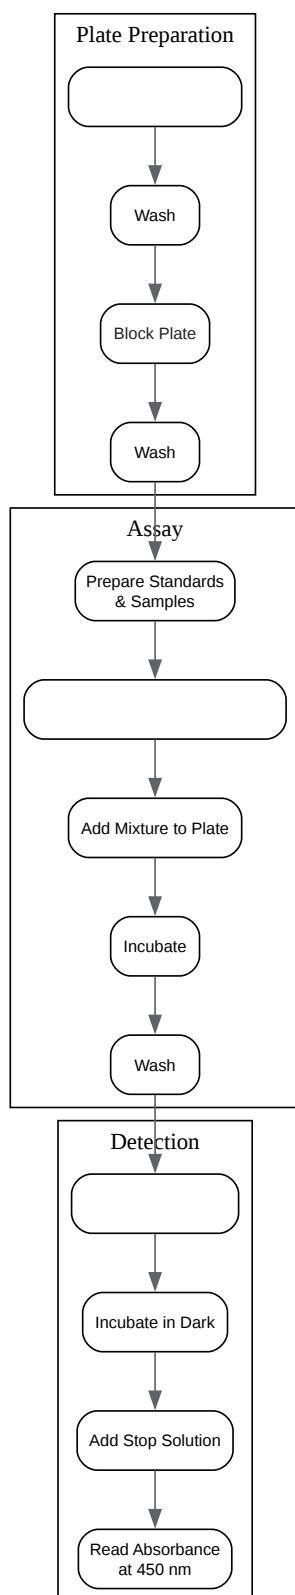 Plate Preparation
Wash
Block Plate
Wash
Assay
Prepare Standards
& Samples
Add Mixture to Plate
Incubate
Wash
Detection
Incubate in Dark
Add Stop Solution
Read Absorbance
at 450 nm